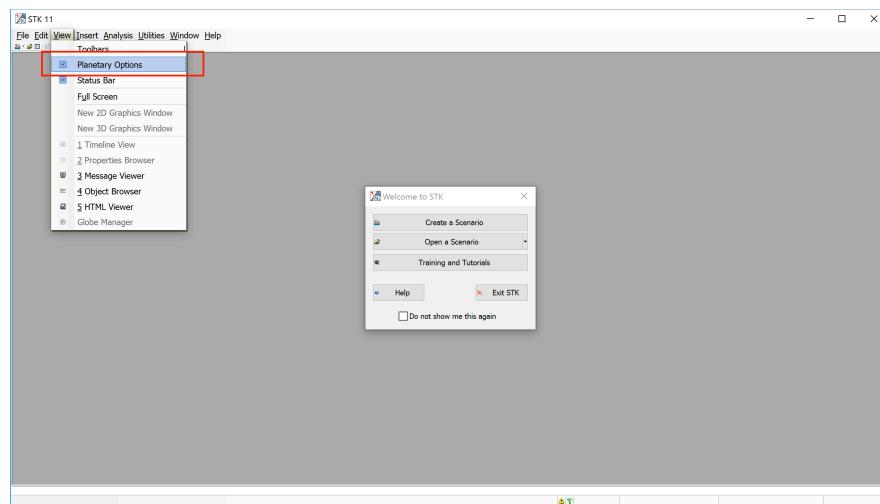 STK 11
File Edit View Insert Analysis Utilities Window Help
Toolbars
Planetary Options
Status Bar
Full Screen
New 2D Graphics Window
New 3D Graphics Window
1 Timeline View
2 Properties Browser
3 Message Viewer
4 Object Browser
5 HTML Viewer
Globe Manager
Welcome to STK
Create a Scenario
Open a Scenario
Training and Tutorials
Help Exit STK
Do not show me this again